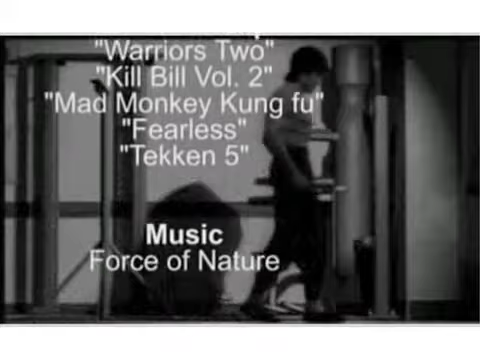 "Warriors Two"
"Kill Bill Vol. 2"
"Mad Monkey Kung fu"
"Fearless"
"Tekken 5"
Music
Force of Nature